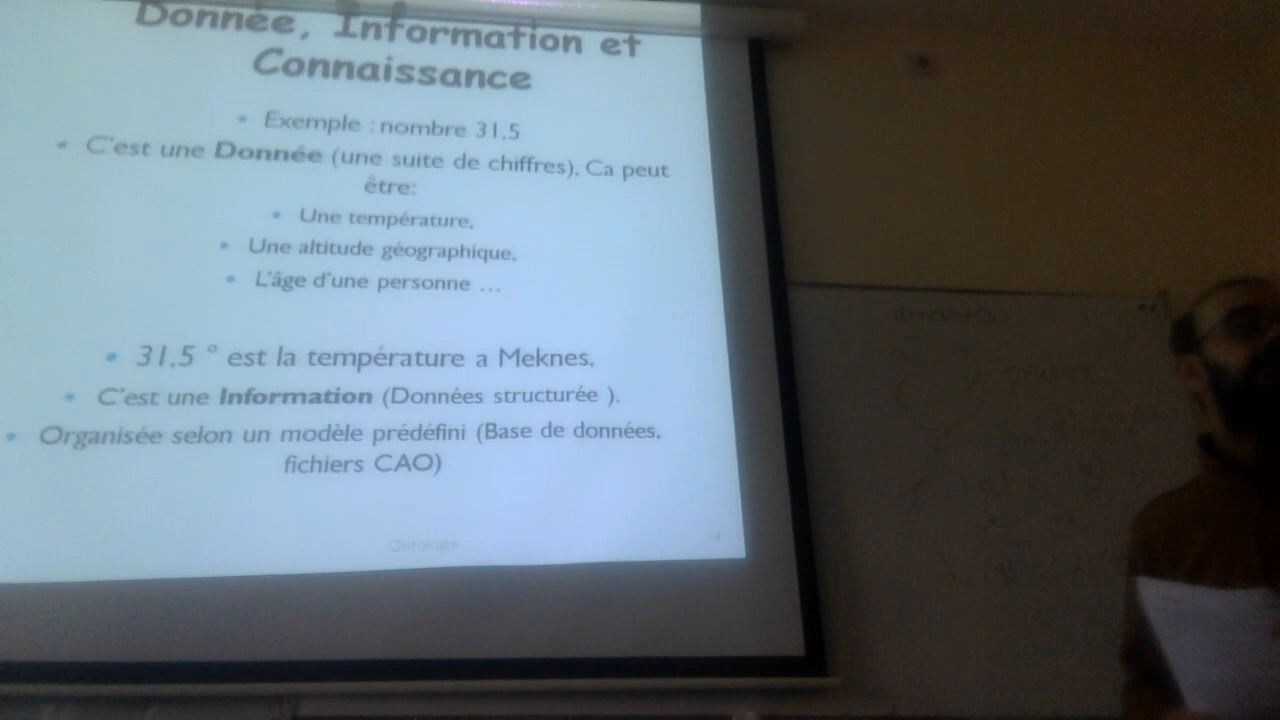 Donnée, Information et
Connaissance
• Exemple : nombre 31.5
• C'est une Donnée (une suite de chiffres), Ca peut
être:
• Une température,
• Une altitude géographique,
• L'âge d'une personne …
• 31,5 ° est la température a Meknes,
• C'est une Information (Données structurée ).
• Organisée selon un modèle prédéfini (Base de données,
fichiers CAO)
Ontologie
4